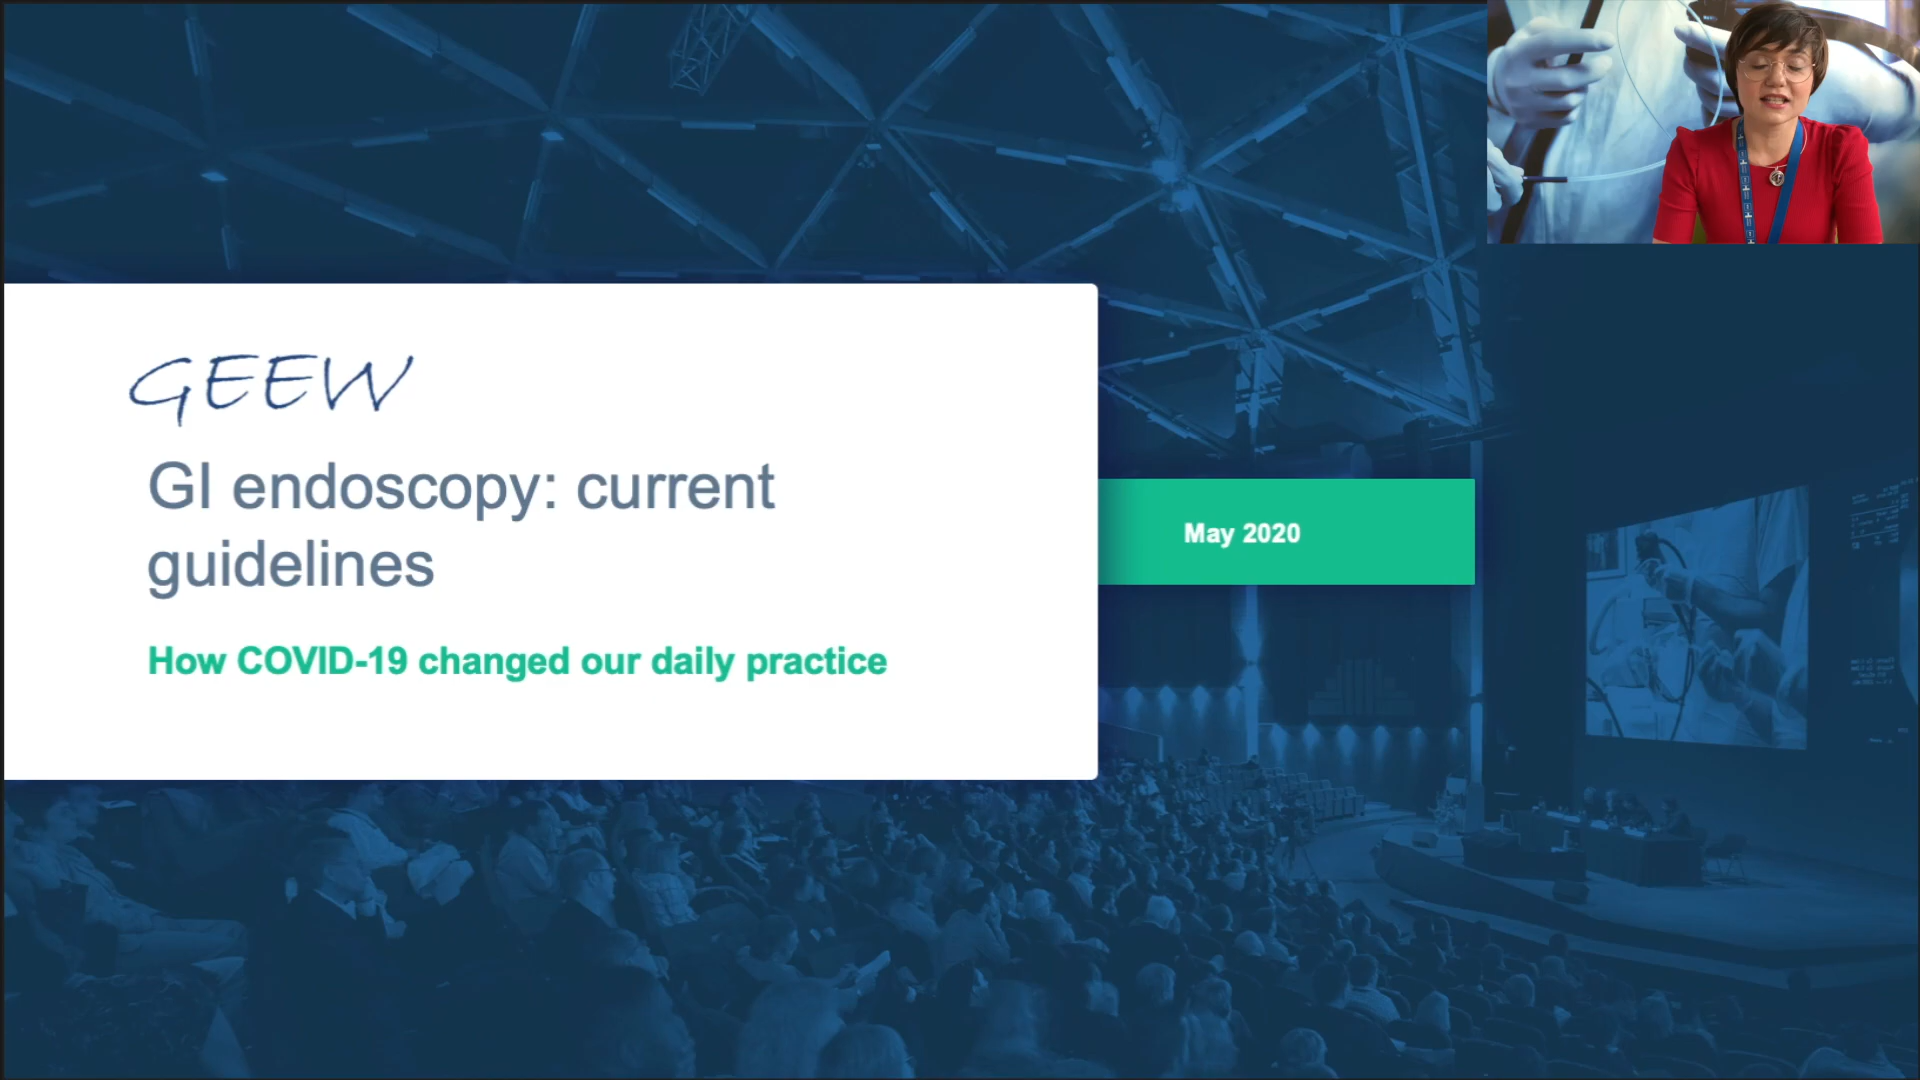 GEEW
GI endoscopy: current
guidelines
How COVID-19 changed our daily practice
May 2020